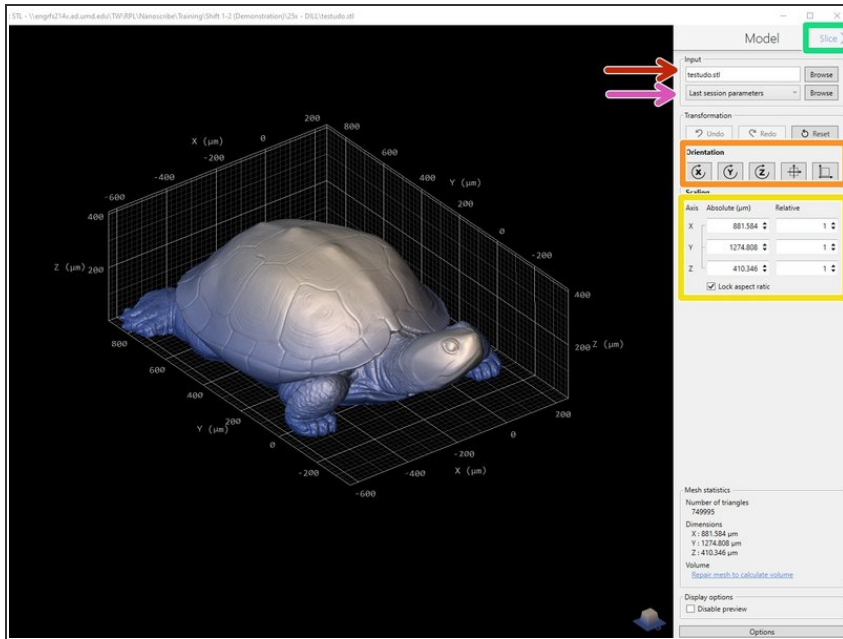 : STL - \\engrfs214v.ad.umd.edu\TW\RPL\Nanoscribe\Training\Shift 1-2 (Demonstration)\25x - DILL\testudo.stl
Model
Slice
Input
testudo.stl
Browse
Last session parameters
Browse
Transformation
Undo Redo Reset
Orientation
X Y Z
Scaling
Axis Absolute (µm) Relative
X 881.584 1
Y 1274.808 1
Z 410.346 1
Lock aspect ratio
Mesh statistics
Number of triangles
749995
Dimensions
X : 881.584 µm
Y : 1274.808 µm
Z : 410.346 µm
Volume
Repair mesh to calculate volume
Display options
Disable preview
Options
X (µm)
-600
-400
-200
0
200
800
600
Y (µm)
400
200
0
-200
400
Z (µm) 200
400
200 Z (µm)
800
600
400
Y (µm)
200
0
-200
-600
-400
X (µm)
-200
0
200